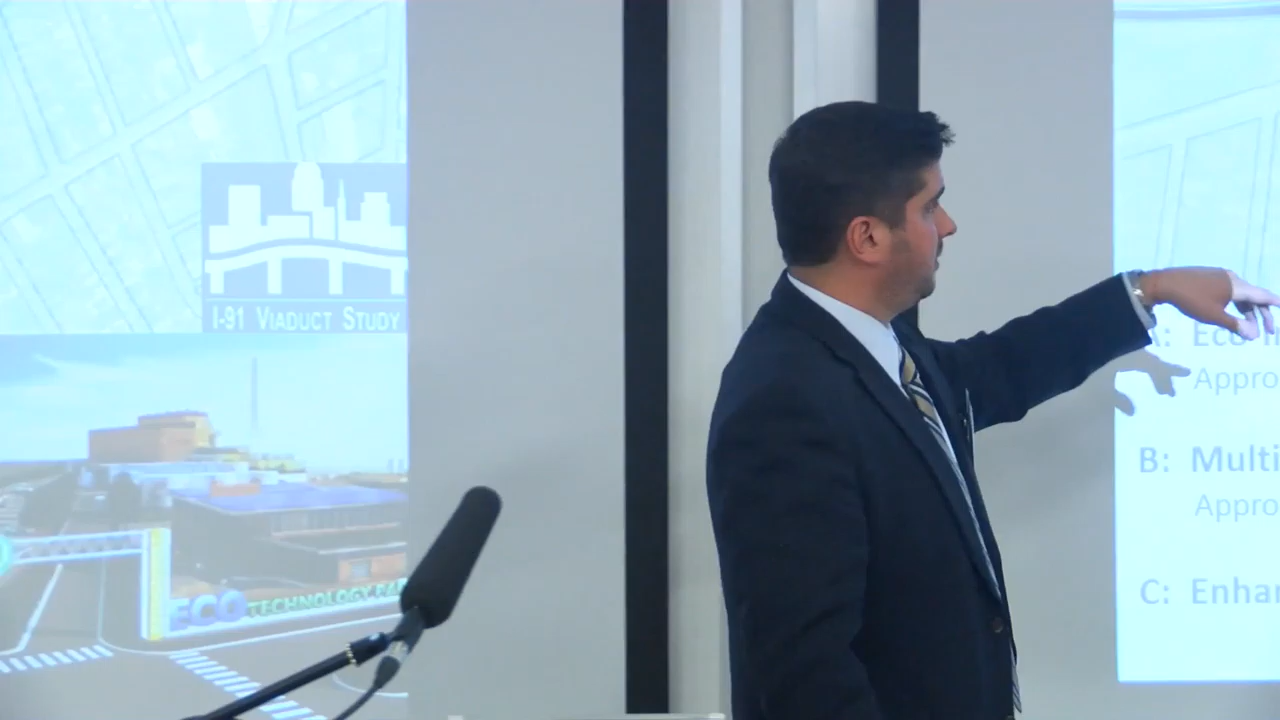 I-91 VIADUCT STUDY
ECO TECHNOLOGY
A: Eco
Appro
B: Multi
Appro
C: Enhan